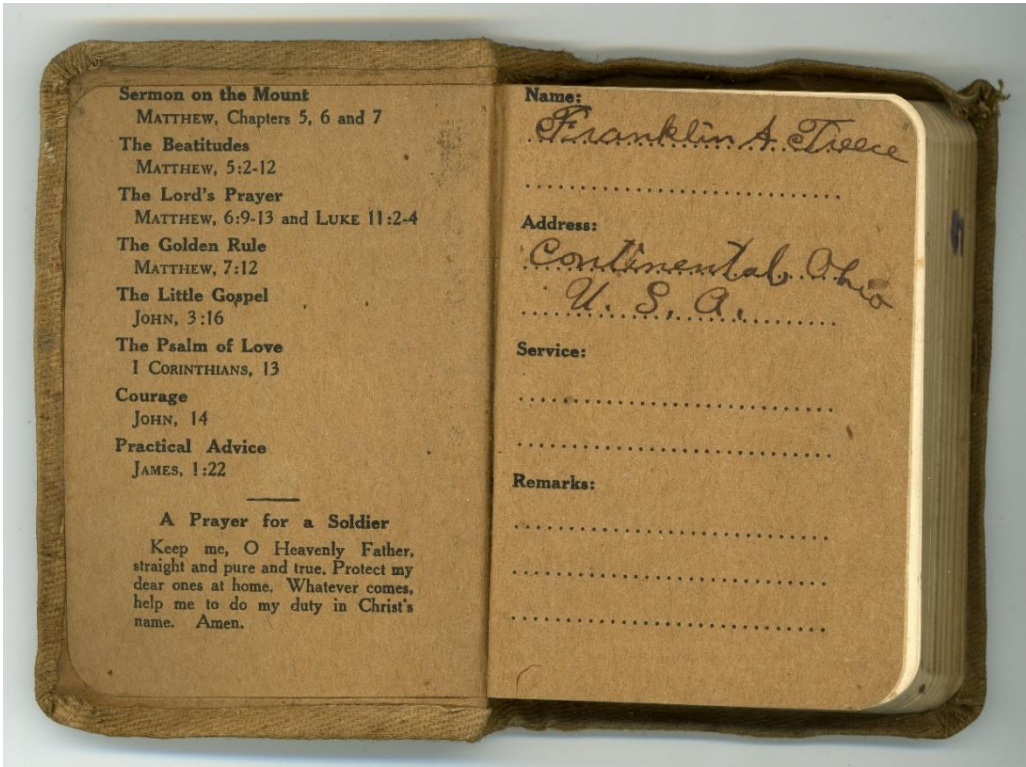 Sermon on the Mount
MATTHEW, Chapters 5, 6 and 7
The Beatitudes
MATTHEW, 5:2-12
The Lord's Prayer
MATTHEW, 6:9-13 and LUKE 11:2-4
The Golden Rule
MATTHEW, 7:12
The Little Gospel
JOHN, 3:16
The Psalm of Love
I CORINTHIANS, 13
Courage
JOHN, 14
Practical Advice
JAMES, 1:22
A Prayer for a Soldier
Keep me, O Heavenly Father,
straight and pure and true. Protect my
dear ones at home. Whatever comes,
help me to do my duty in Christ's
name. Amen.
Name:
Franklin A. Treece
Address:
Continental, Ohio
U. S. A.
Service:
Remarks: